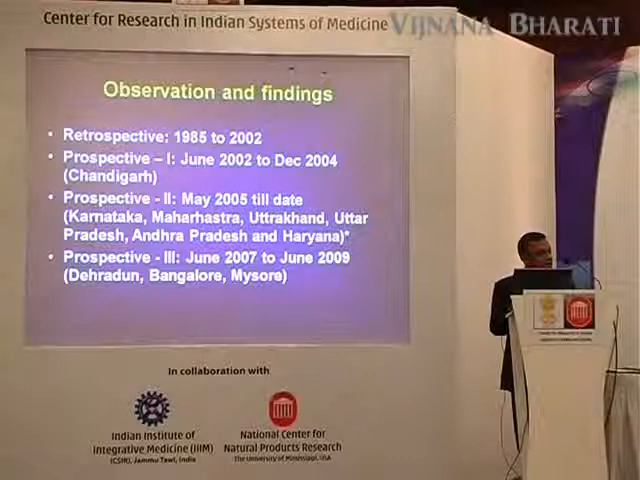 Center for Research in Indian Systems of Medicine
VIJNANA BHARATI
Observation and findings
• Retrospective: 1985 to 2002
• Prospective – I: June 2002 to Dec 2004
(Chandigarh)
• Prospective - II: May 2005 till date
(Karnataka, Maharhastra, Uttrakhand, Uttar
Pradesh, Andhra Pradesh and Haryana)*
• Prospective - III: June 2007 to June 2009
(Dehradun, Bangalore, Mysore)
In collaboration with
Indian Institute of
Integrative Medicine (IIIM)
(CSIR), Jammu Tawi, India
National Center for
Natural Products Research
The University of Mississippi, USA